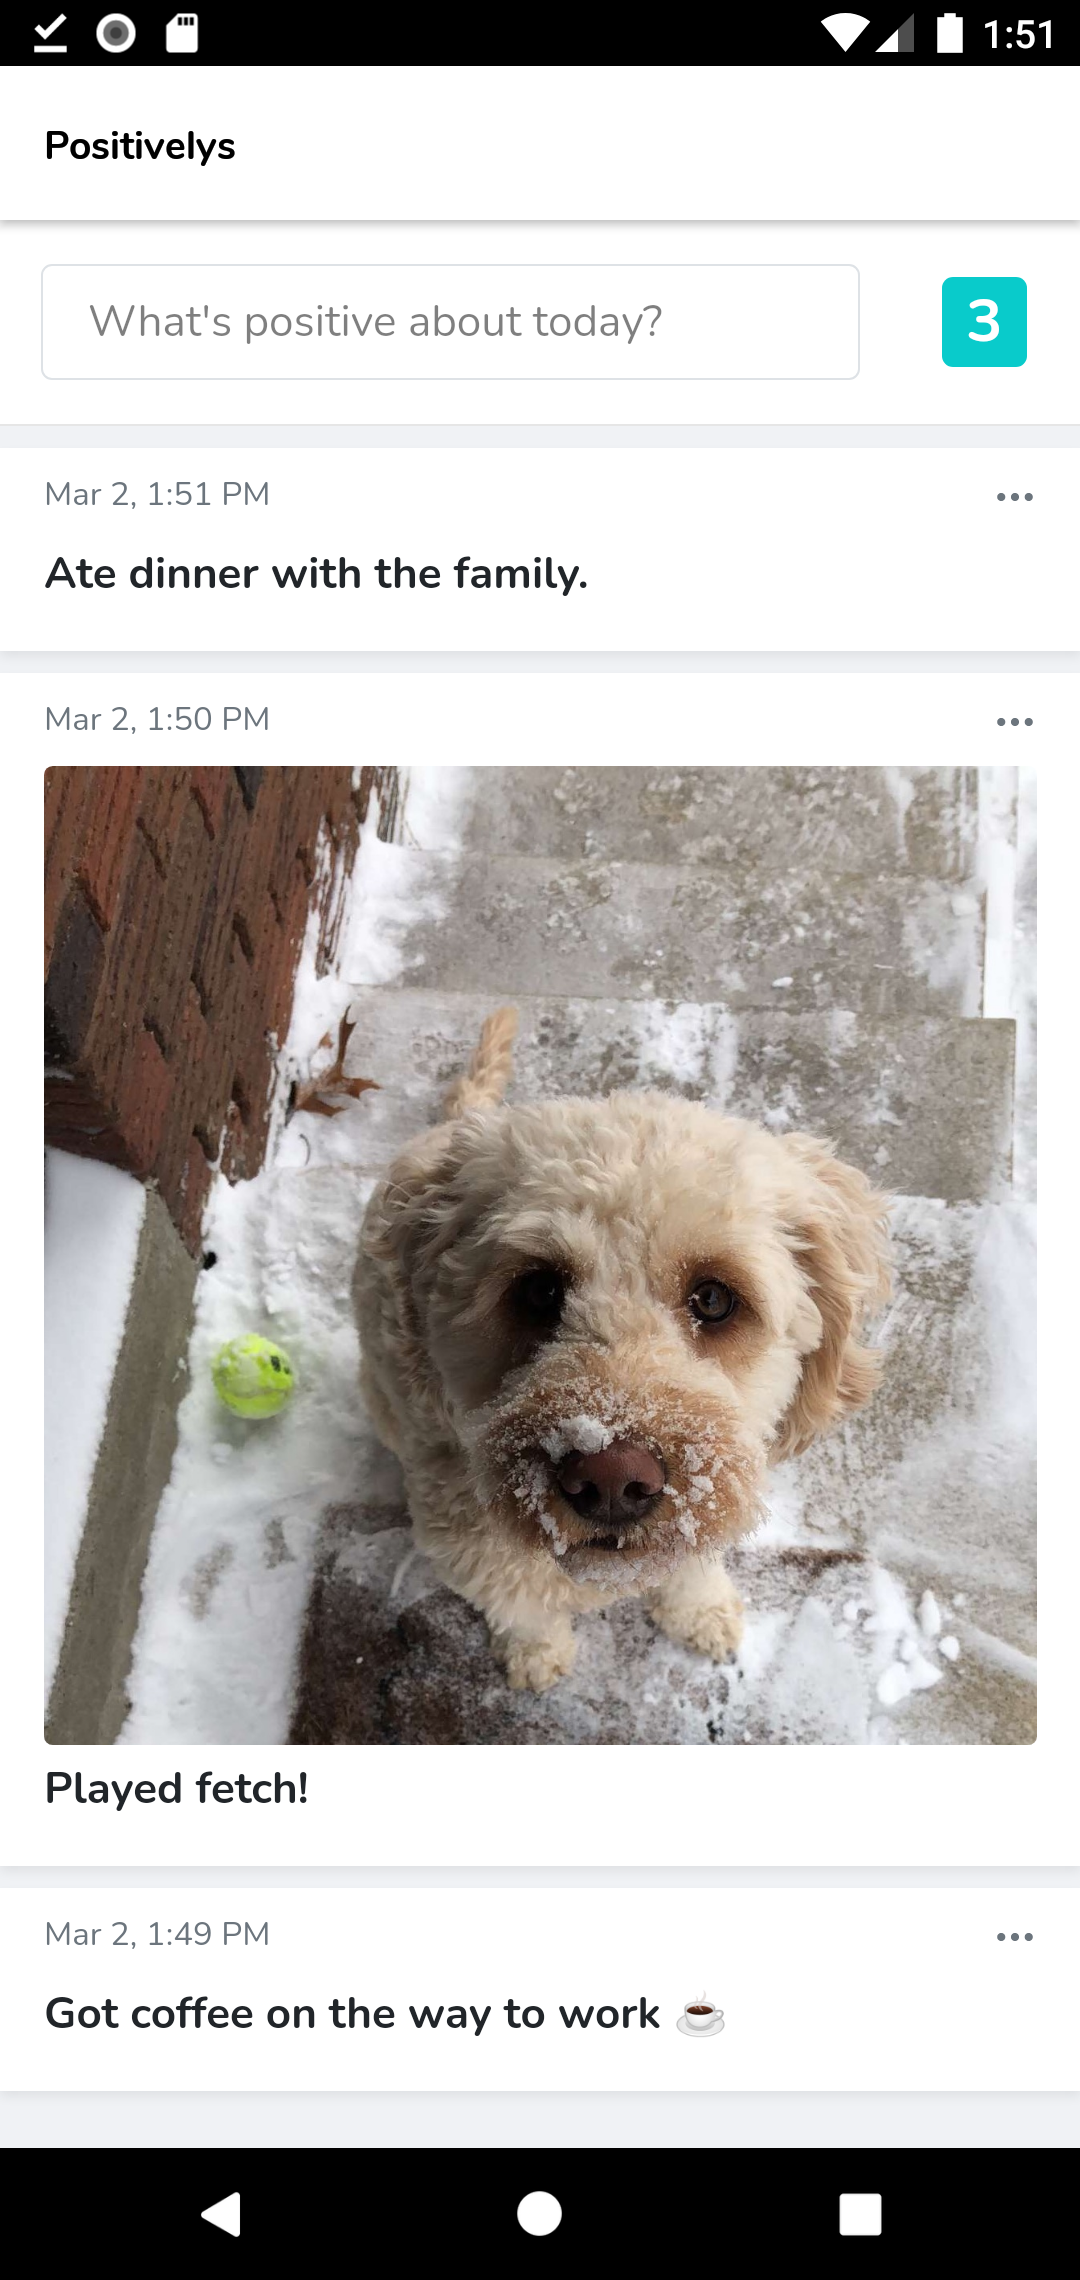 1:51
Positivelys
What's positive about today?
3
Mar 2, 1:51 PM
Ate dinner with the family.
Mar 2, 1:50 PM
Played fetch!
Mar 2, 1:49 PM
Got coffee on the way to work ☕